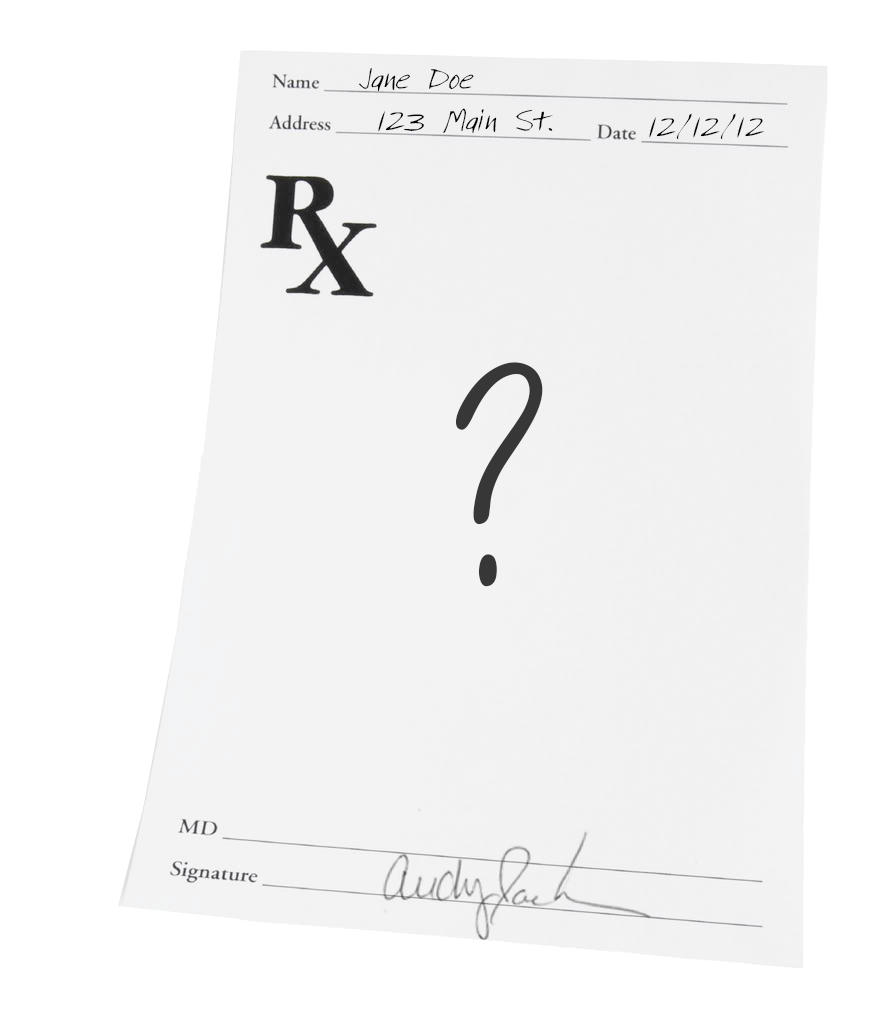 Name Jane Doe
Address 123 Main St. Date 12/12/12
Rx
?
MD
Signature